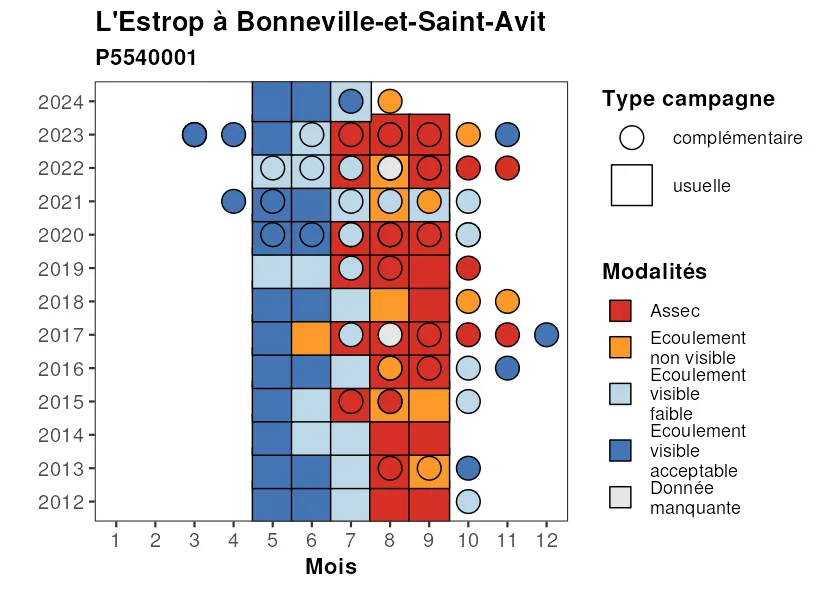 L'Estrop à Bonneville-et-Saint-Avit
P5540001
2024
2023
2022
2021
2020
2019
2018
2017
2016
2015
2014
2013
2012
1 2 3 4 5 6 7 8 9 10 11 12
Mois
Type campagne
complémentaire
usuelle
Modalités
Assec
Ecoulement
non visible
Ecoulement
visible
faible
Ecoulement
visible
acceptable
Donnée
manquante